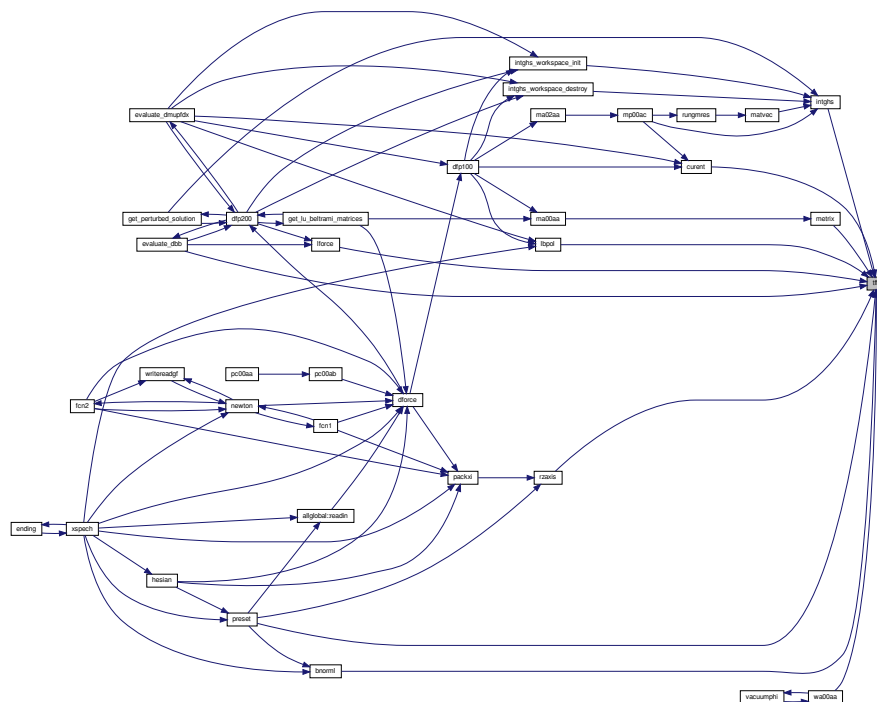 intghs_workspace_init
intghs_workspace_destroy
intghs
evaluate_dmupfdx
ma02aa
mp00ac
rungmres
matvec
dfp100
curent
get_perturbed_solution
dfp200
get_lu_beltrami_matrices
ma00aa
metrix
evaluate_dbb
lforce
lbpol
writereadgf
pc00aa
pc00ab
fcn2
newton
dforce
fcn1
packxi
rzaxis
allglobal::readin
ending
xspech
hesian
preset
bnorml
vacuumphi
wa00aa